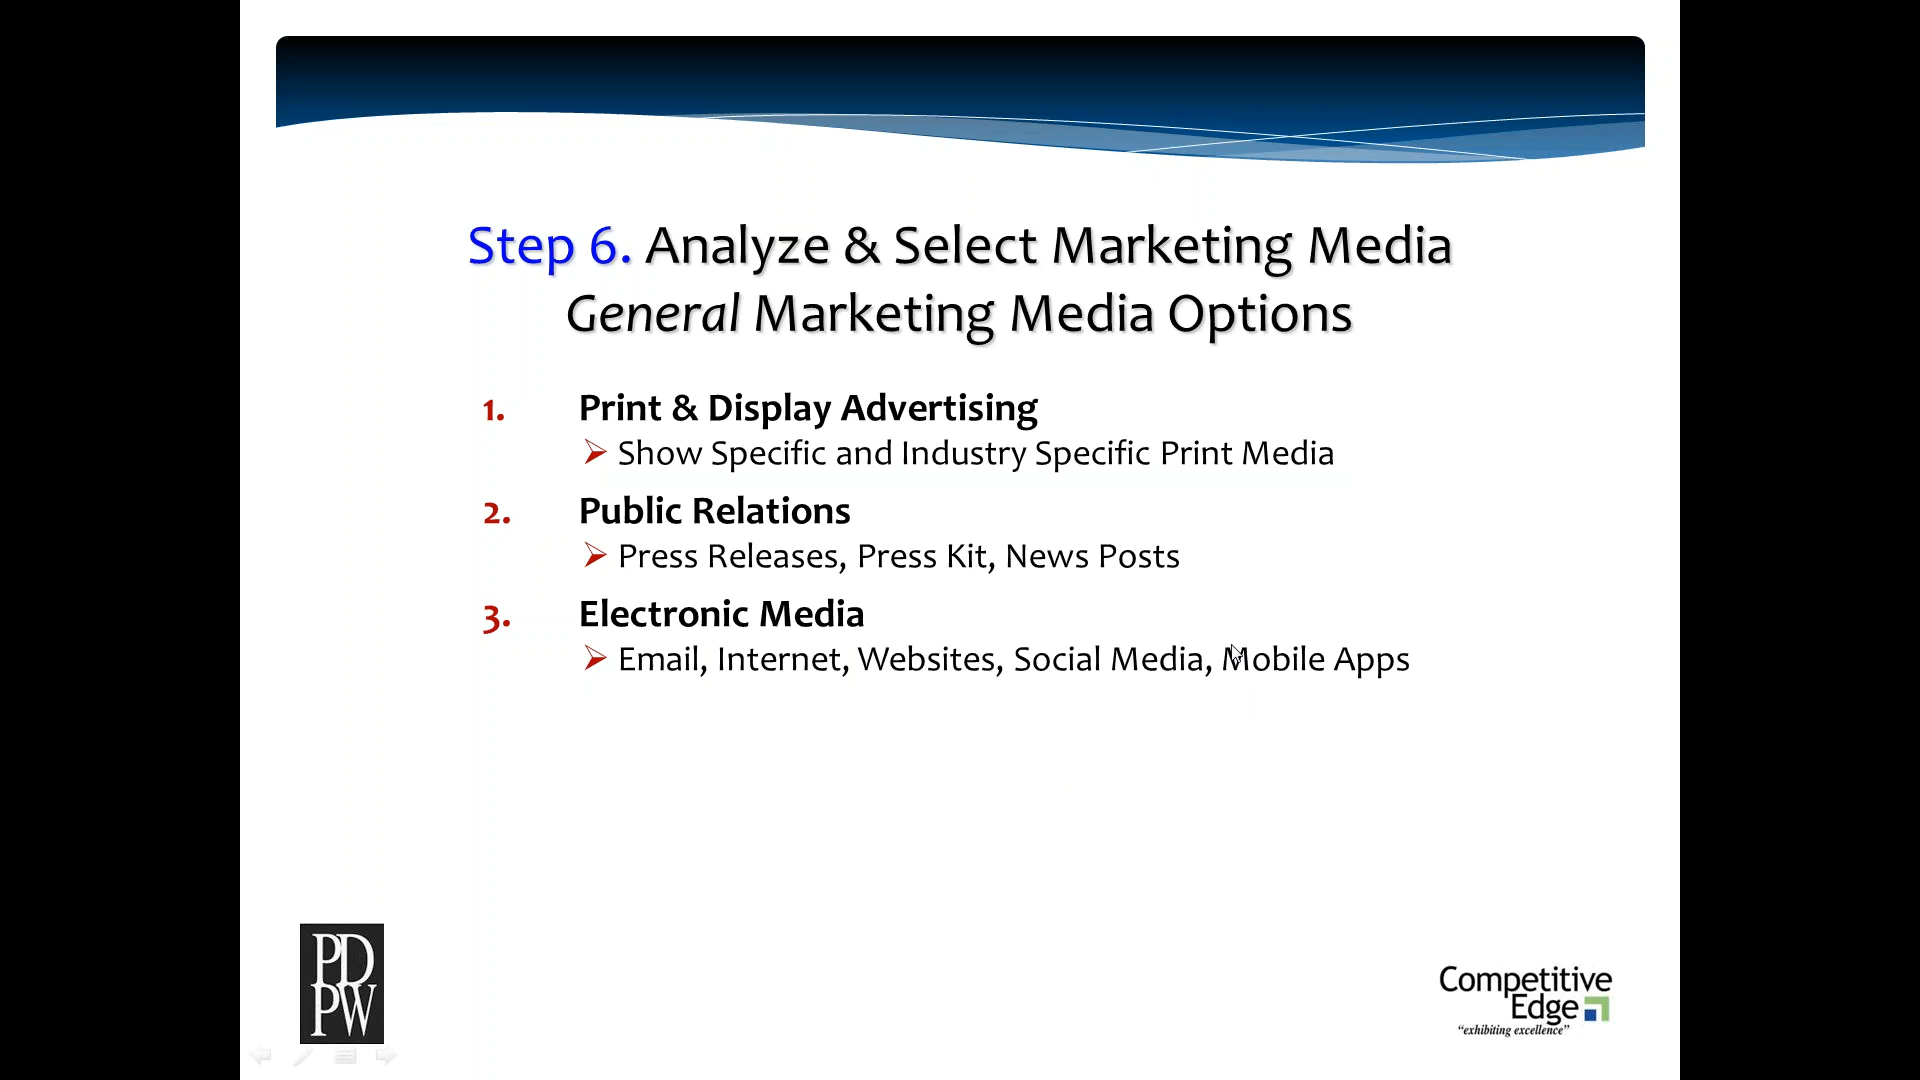 Step 6. Analyze & Select Marketing Media
General Marketing Media Options
1. Print & Display Advertising
Show Specific and Industry Specific Print Media
2. Public Relations
Press Releases, Press Kit, News Posts
3. Electronic Media
Email, Internet, Websites, Social Media, Mobile Apps
PD
PW
Competitive
Edge
"exhibiting excellence"